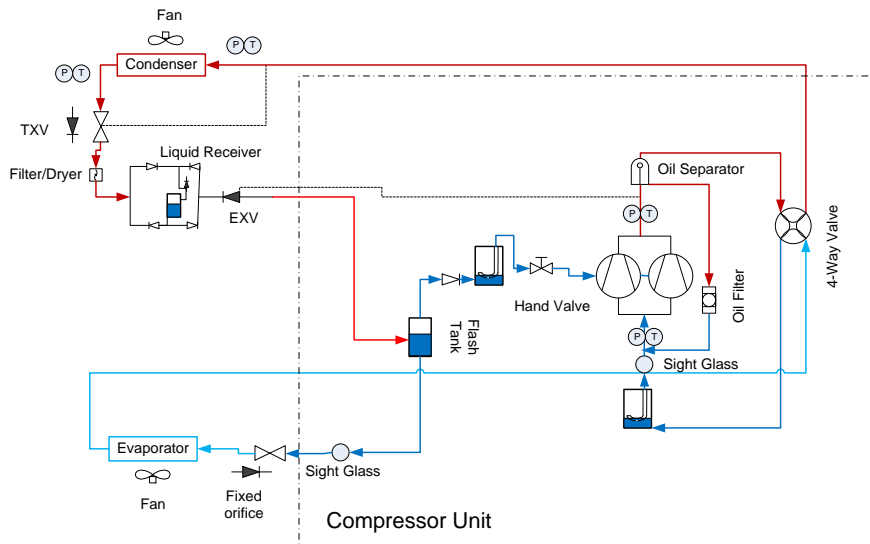 Fan
P T
P T
Condenser
TXV
Liquid Receiver
Filter/Dryer
EXV
Oil Separator
P T
4-Way Valve
Hand Valve
Oil Filter
Flash
Tank
P T
Sight Glass
Evaporator
Sight Glass
Fan
Fixed
orifice
Compressor Unit